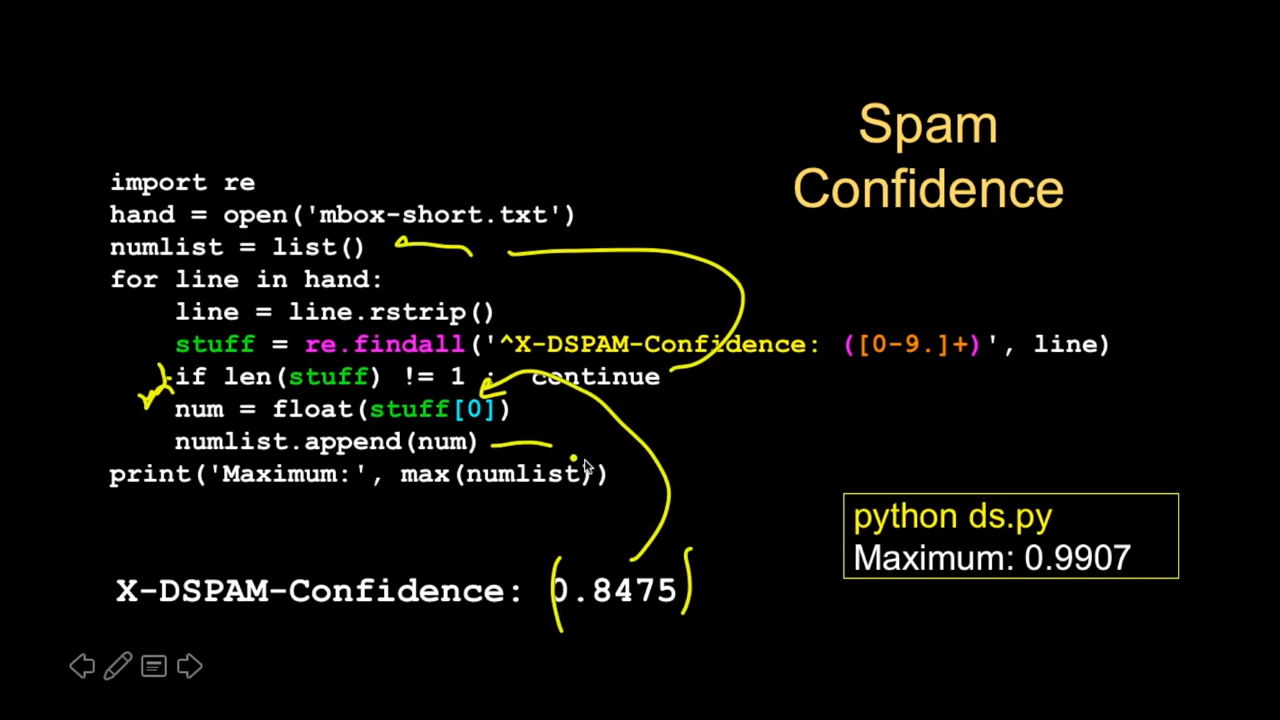 Spam
Confidence
import re
hand = open('mbox-short.txt')
numlist = list()
for line in hand:
    line = line.rstrip()
    stuff = re.findall('^X-DSPAM-Confidence: ([0-9.]+)', line)
    if len(stuff) != 1 :  continue
    num = float(stuff[0])
    numlist.append(num)
print('Maximum:', max(numlist))
python ds.py
Maximum: 0.9907
X-DSPAM-Confidence: 0.8475